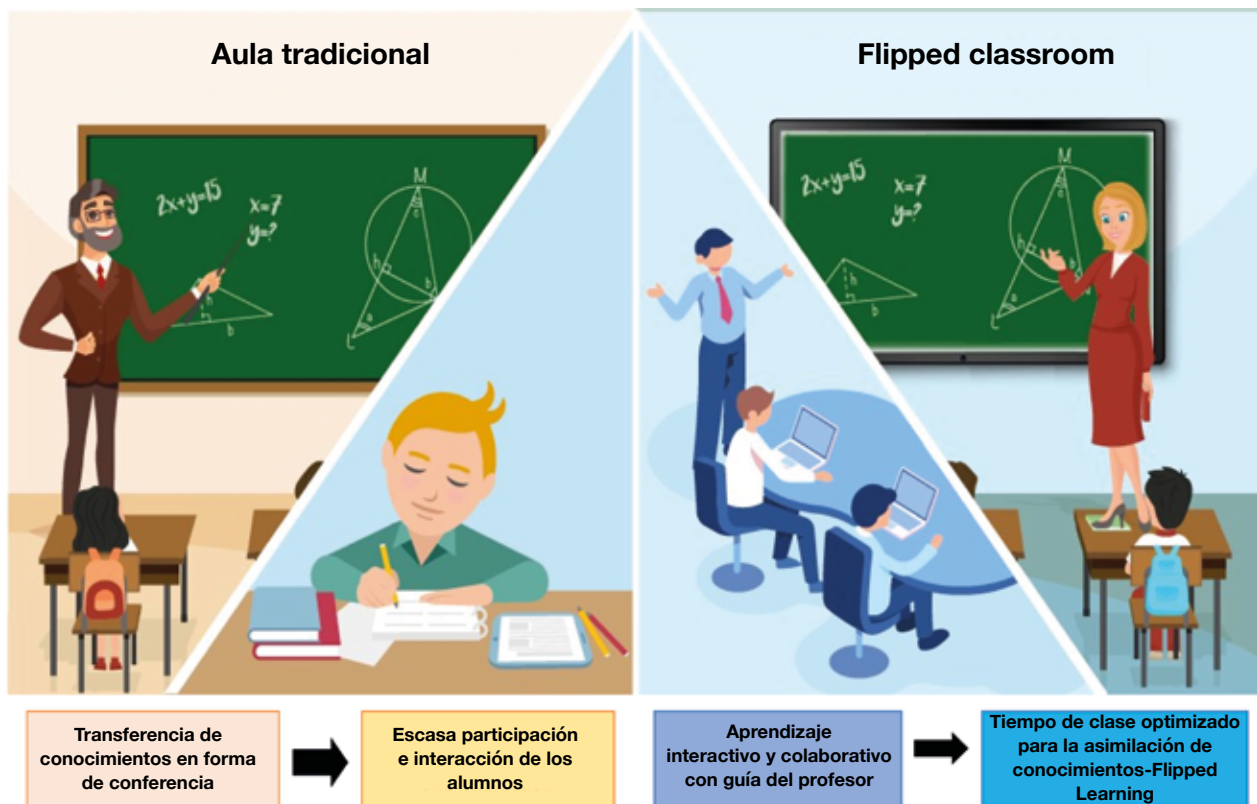 Aula tradicional
Flipped classroom
2x+y=15
x=7
y=?
M
c
h
b
a
L
b
2x+y=15
x=7
y=?
M
c
h
b
a
L
b
Transferencia de
conocimientos en forma
de conferencia
Escasa participación
e interacción de los
alumnos
Aprendizaje
interactivo y colaborativo
con guía del profesor
Tiempo de clase optimizado
para la asimilación de
conocimientos-Flipped
Learning